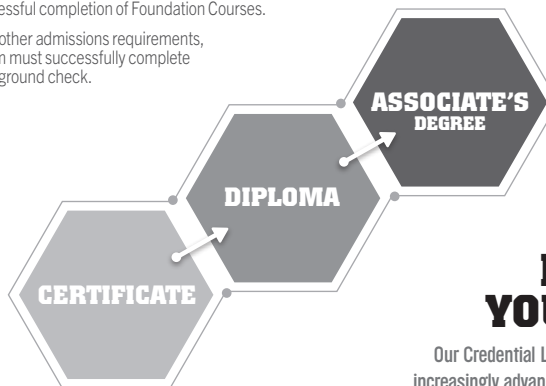 essful completion of Foundation Courses.
other admissions requirements,
must successfully complete
ground check.
ASSOCIATE'S
DEGREE
DIPLOMA
CERTIFICATE
YOU
Our Credential L
increasingly advan